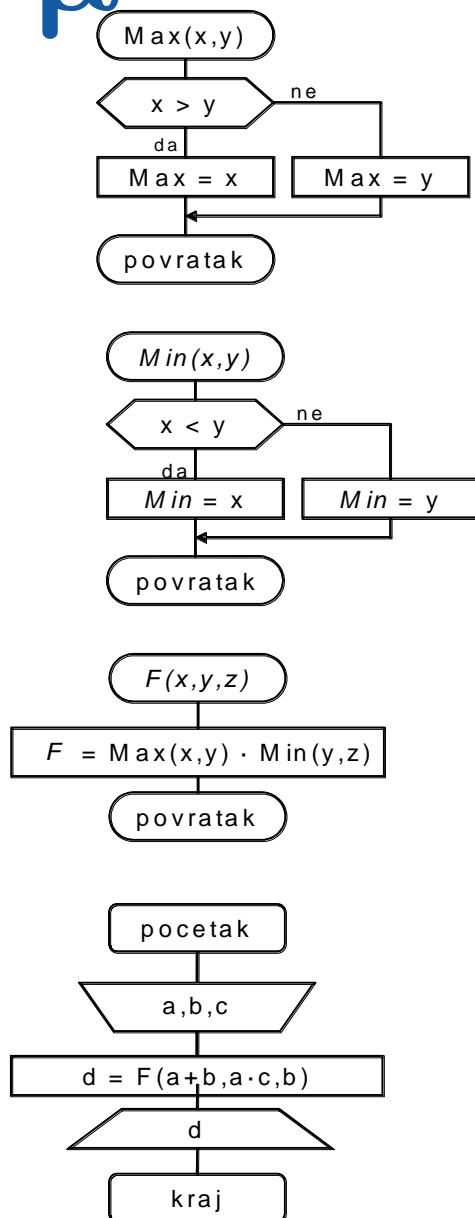 Max(x,y)
x > y
ne
da
Max = x
Max = y
povratak
Min(x,y)
x < y
ne
da
Min = x
Min = y
povratak
F(x,y,z)
F = Max(x,y) · Min(y,z)
povratak
pocetak
a,b,c
d = F(a+b,a·c,b)
d
kraj